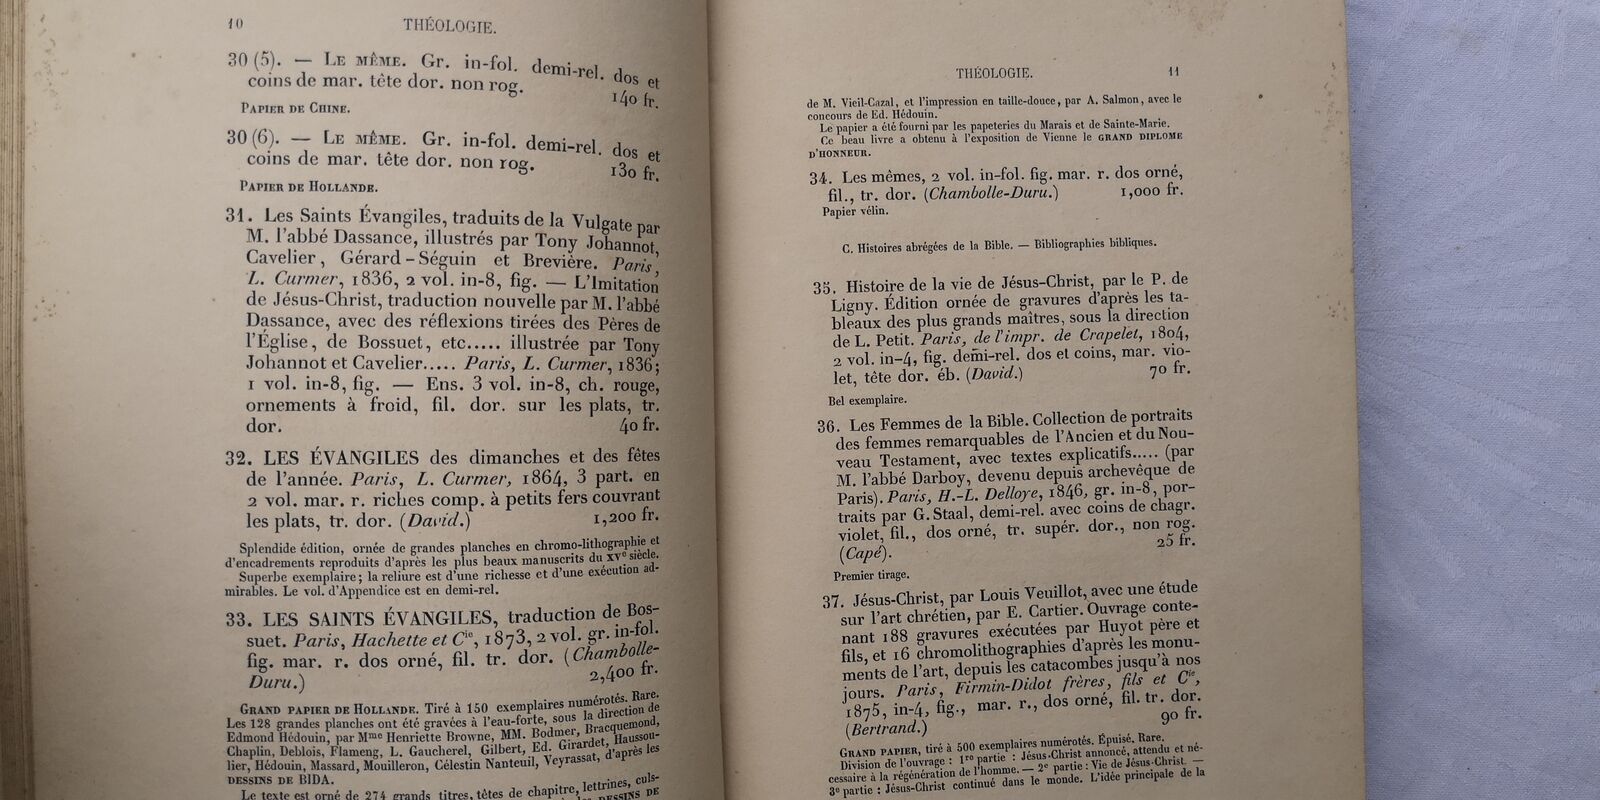 10 THÉOLOGIE.
30 (5). — LE MÊME. Gr. in-fol. demi-rel. dos et
coins de mar. tête dor. non rog. 140 fr.
PAPIER DE CHINE.
30 (6). — LE MÊME. Gr. in-fol. demi-rel. dos et
coins de mar. tête dor. non rog. 130 fr.
PAPIER DE HOLLANDE.
31. Les Saints Évangiles, traduits de la Vulgate par
M. l'abbé Dassance, illustrés par Tony Johannot,
Cavelier, Gérard-Séguin et Brevière. Paris,
L. Curmer, 1836, 2 vol. in-8, fig. — L'Imitation
de Jésus-Christ, traduction nouvelle par M. l'abbé
Dassance, avec des réflexions tirées des Pères de
l'Église, de Bossuet, etc..... illustrée par Tony
Johannot et Cavelier..... Paris, L. Curmer, 1836;
1 vol. in-8, fig. — Ens. 3 vol. in-8, ch. rouge,
ornements à froid, fil. dor. sur les plats, tr.
dor. 40 fr.
32. LES ÉVANGILES des dimanches et des fêtes
de l'année. Paris, L. Curmer, 1864, 3 part. en
2 vol. mar. r. riches comp. à petits fers couvrant
les plats, tr. dor. (David.) 1,200 fr.
Splendide édition, ornée de grandes planches en chromo-lithographie et
d'encadrements reproduits d'après les plus beaux manuscrits du XVe siècle.
Superbe exemplaire; la reliure est d'une richesse et d'une exécution ad-
mirables. Le vol. d'Appendice est en demi-rel.
33. LES SAINTS ÉVANGILES, traduction de Bos-
suet. Paris, Hachette et Cie, 1873, 2 vol. gr. in-fol.
fig. mar. r. dos orné, fil. tr. dor. (Chambolle-
Duru.) 2,400 fr.
GRAND PAPIER DE HOLLANDE. Tiré à 150 exemplaires numérotés. Rare.
Les 128 grandes planches ont été gravées à l'eau-forte, sous la direction de
Edmond Hédouin, par Mme Henriette Browne, MM. Bodmer, Bracquemond,
Chaplin, Deblois, Flameng, L. Gaucherel, Gilbert, Ed. Girardet, Haussou-
lier, Hédouin, Massard, Mouilleron, Célestin Nanteuil, Veyrassat, d'après les
DESSINS DE BIDA.
Le texte est orné de 274 grands titres, têtes de chapitre, lettrines, culs-
DESSINS DE
THÉOLOGIE. 11
de M. Vieil-Cazal, et l'impression en taille-douce, par A. Salmon, avec le
concours de Ed. Hédouin.
Le papier a été fourni par les papeteries du Marais et de Sainte-Marie.
Ce beau livre a obtenu à l'exposition de Vienne le GRAND DIPLOME
D'HONNEUR.
34. Les mêmes, 2 vol. in-fol. fig. mar. r. dos orné,
fil., tr. dor. (Chambolle-Duru.) 1,000 fr.
Papier vélin.
C. Histoires abrégées de la Bible. — Bibliographies bibliques.
35. Histoire de la vie de Jésus-Christ, par le P. de
Ligny. Édition ornée de gravures d'après les ta-
bleaux des plus grands maîtres, sous la direction
de L. Petit. Paris, de l'impr. de Crapelet, 1804,
2 vol. in-4, fig. demi-rel. dos et coins, mar. vio-
let, tête dor. éb. (David.) 70 fr.
Bel exemplaire.
36. Les Femmes de la Bible. Collection de portraits
des femmes remarquables de l'Ancien et du Nou-
veau Testament, avec textes explicatifs..... (par
M. l'abbé Darboy, devenu depuis archevêque de
Paris). Paris, H.-L. Delloye, 1846, gr. in-8, por-
traits par G. Staal, demi-rel. avec coins de chagr.
violet, fil., dos orné, tr. supér. dor., non rog.
(Capé). 25 fr.
Premier tirage.
37. Jésus-Christ, par Louis Veuillot, avec une étude
sur l'art chrétien, par E. Cartier. Ouvrage conte-
nant 188 gravures exécutées par Huyot père et
fils, et 16 chromolithographies d'après les monu-
ments de l'art, depuis les catacombes jusqu'à nos
jours. Paris, Firmin-Didot frères, fils et Cie,
1875, in-4, fig., mar. r., dos orné, fil. tr. dor.
(Bertrand.) 90 fr.
GRAND PAPIER, tiré à 500 exemplaires numérotés. Épuisé. Rare.
Division de l'ouvrage : 1re partie : Jésus-Christ annoncé, attendu et né-
cessaire à la régénération de l'homme. — 2e partie : Vie de Jésus-Christ. —
3e partie : Jésus-Christ continué dans le monde. L'idée principale de la